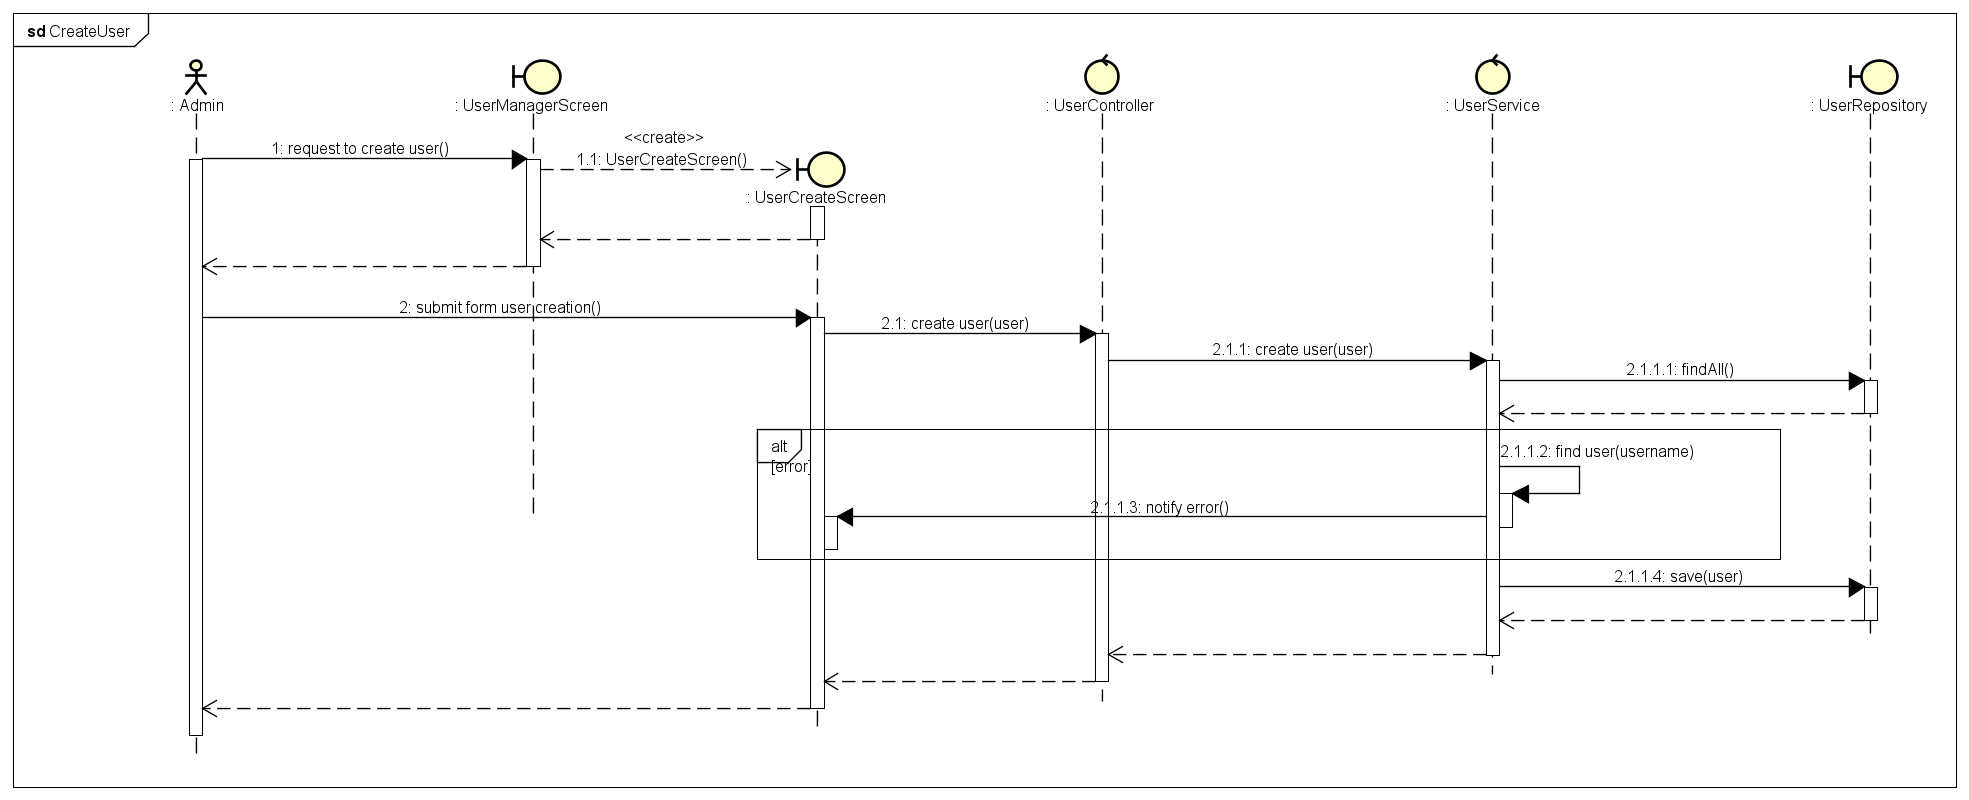 sd CreateUser
: Admin
: UserManagerScreen
: UserController
: UserService
: UserRepository
<<create>>
1: request to create user()
1.1: UserCreateScreen()
: UserCreateScreen
2: submit form user creation()
2.1: create user(user)
2.1.1: create user(user)
2.1.1.1: findAll()
alt
2.1.1.2: find user(username)
[error]
2.1.1.3: notify error()
2.1.1.4: save(user)